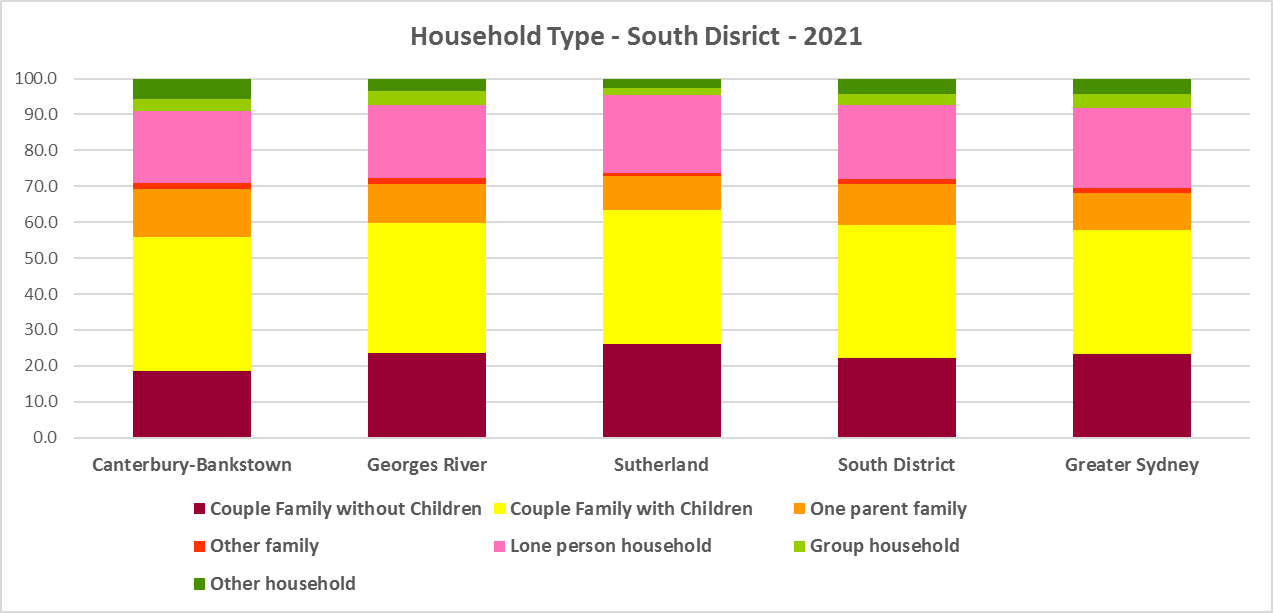 Household Type - South Disrict - 2021
100.0
90.0
80.0
70.0
60.0
50.0
40.0
30.0
20.0
10.0
0.0
Canterbury-Bankstown Georges River Sutherland South District Greater Sydney
Couple Family without Children Couple Family with Children One parent family
Other family Lone person household Group household
Other household